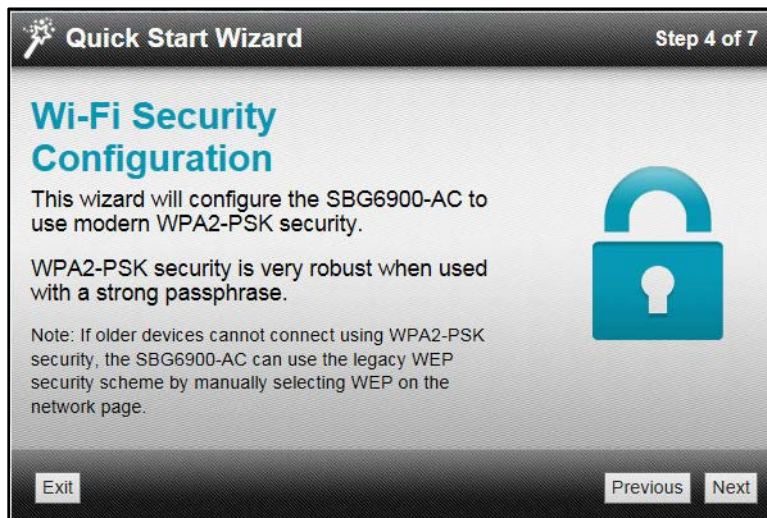 Quick Start Wizard
Step 4 of 7
Wi-Fi Security
Configuration
This wizard will configure the SBG6900-AC to
use modern WPA2-PSK security.
WPA2-PSK security is very robust when used
with a strong passphrase.
Note: If older devices cannot connect using WPA2-PSK
security, the SBG6900-AC can use the legacy WEP
security scheme by manually selecting WEP on the
network page.
Exit
Previous
Next